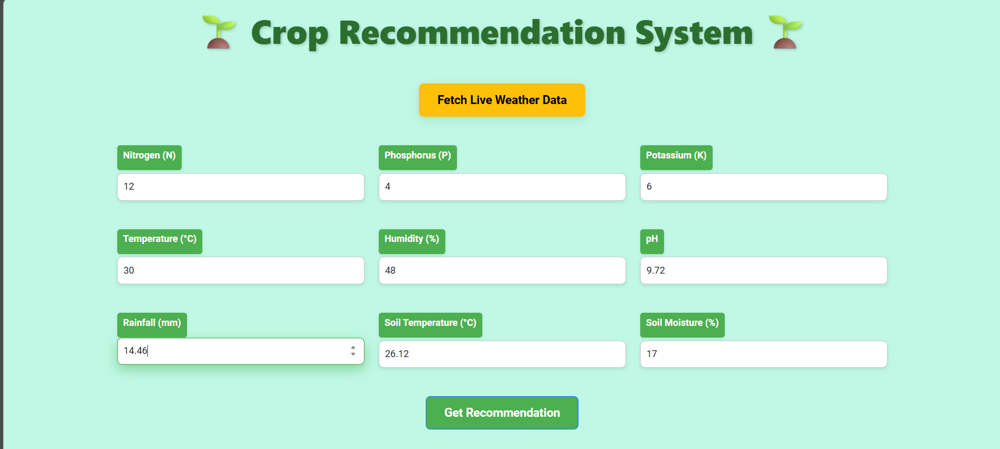 Crop Recommendation System
Fetch Live Weather Data
Nitrogen (N) Phosphorus (P) Potassium (K)
12 4 6
Temperature (°C) Humidity (%) pH
30 48 9.72
Rainfall (mm) Soil Temperature (°C) Soil Moisture (%)
14.46 26.12 17
Get Recommendation